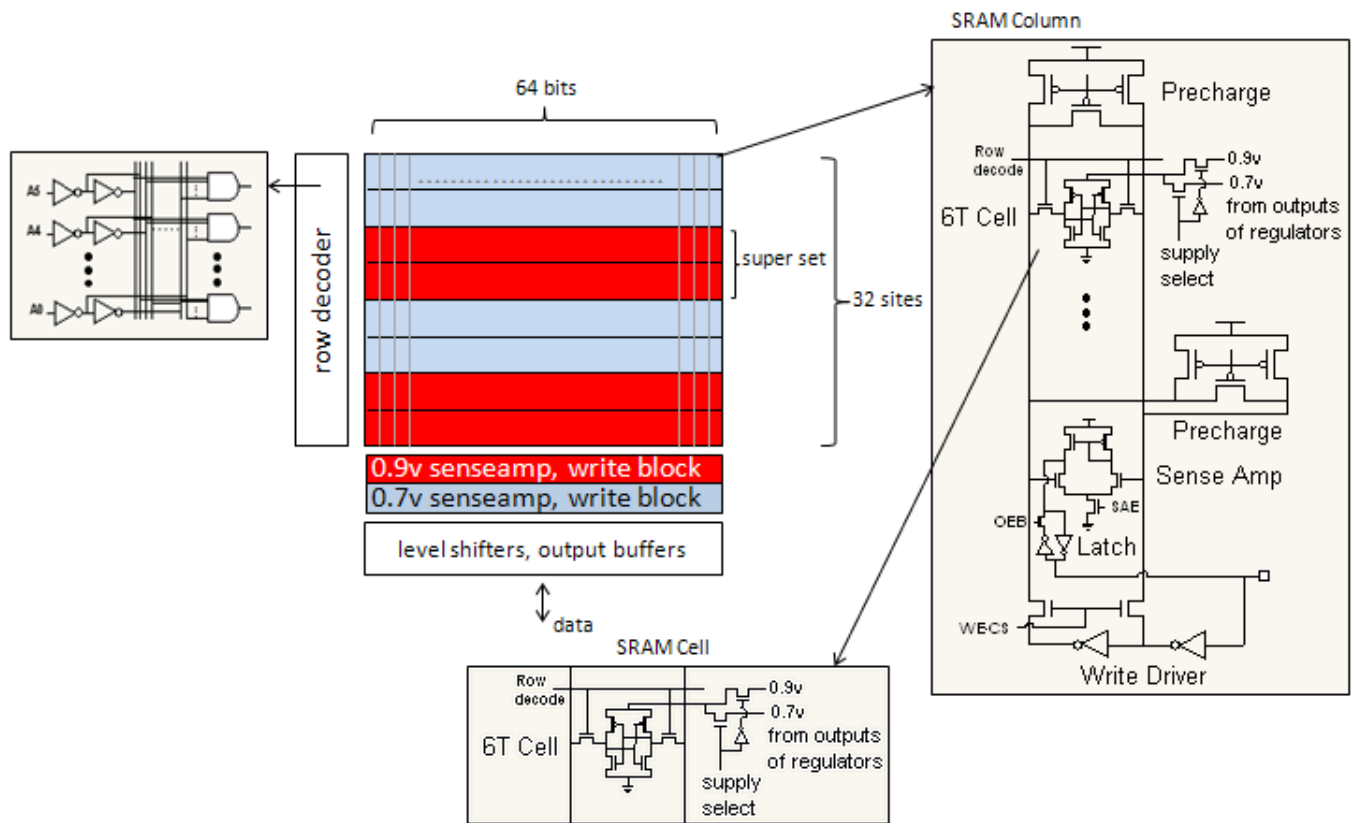 SRAM Column
64 bits
Precharge
Row
decode
0.9v
0.7v
6T Cell
from outputs
of regulators
supply
select
A5
A4
A0
row decoder
super set
32 sites
Precharge
0.9v senseamp, write block
0.7v senseamp, write block
Sense Amp
SAE
OEB
Latch
level shifters, output buffers
data
WE-CS
Write Driver
SRAM Cell
Row
decode
0.9v
0.7v
6T Cell
from outputs
of regulators
supply
select